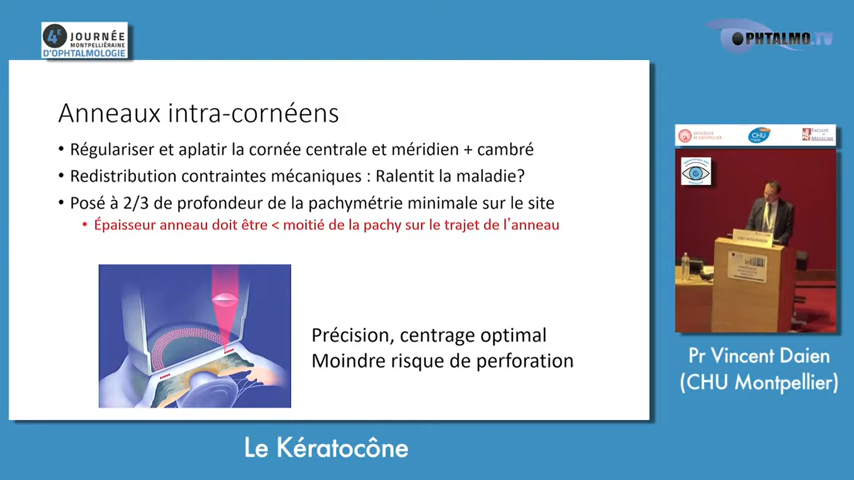 4E JOURNÉE
MONTPELLIÉRAINE
D'OPHTALMOLOGIE
OPHTALMO.TV
Anneaux intra-cornéens
• Régulariser et aplatir la cornée centrale et méridien + cambré
• Redistribution contraintes mécaniques : Ralentit la maladie?
• Posé à 2/3 de profondeur de la pachymétrie minimale sur le site
• Épaisseur anneau doit être < moitié de la pachy sur le trajet de l'anneau
Précision, centrage optimal
Moindre risque de perforation
CHU
Pr Vincent Daien
(CHU Montpellier)
Le Kératocône